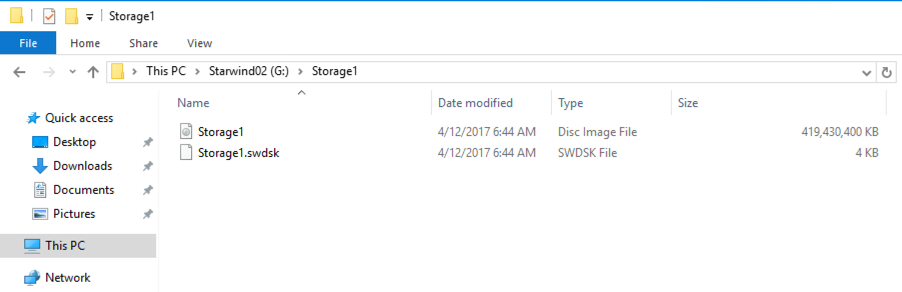 Storage1
File Home Share View
This PC Starwind02 (G:) Storage1
Name Date modified Type Size
Quick access
Storage1 4/12/2017 6:44 AM Disc Image File 419,430,400 KB
Desktop
Storage1.swdsk 4/12/2017 6:44 AM SWDSK File 4 KB
Downloads
Documents
Pictures
This PC
Network